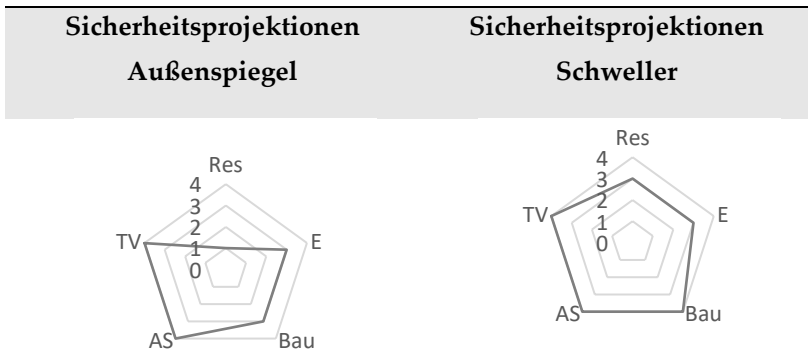 Sicherheitsprojektionen
Außenspiegel
Sicherheitsprojektionen
Schweller
Res
4
3
2
1
0
TV
E
AS
Bau
Res
4
3
2
1
0
TV
E
AS
Bau